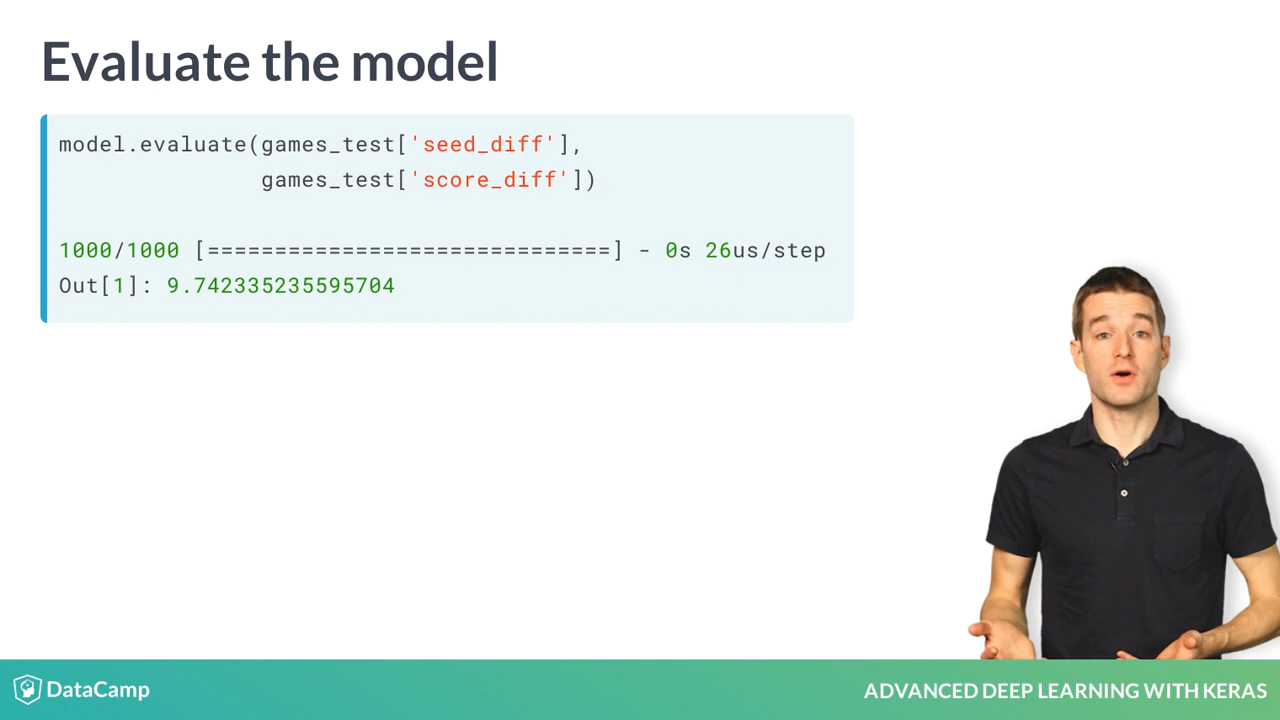 Evaluate the model
model.evaluate(games_test['seed_diff'],
games_test['score_diff'])
1000/1000 [==============================] - 0s 26us/step
Out[1]: 9.742335235595704
DataCamp
ADVANCED DEEP LEARNING WITH KERAS